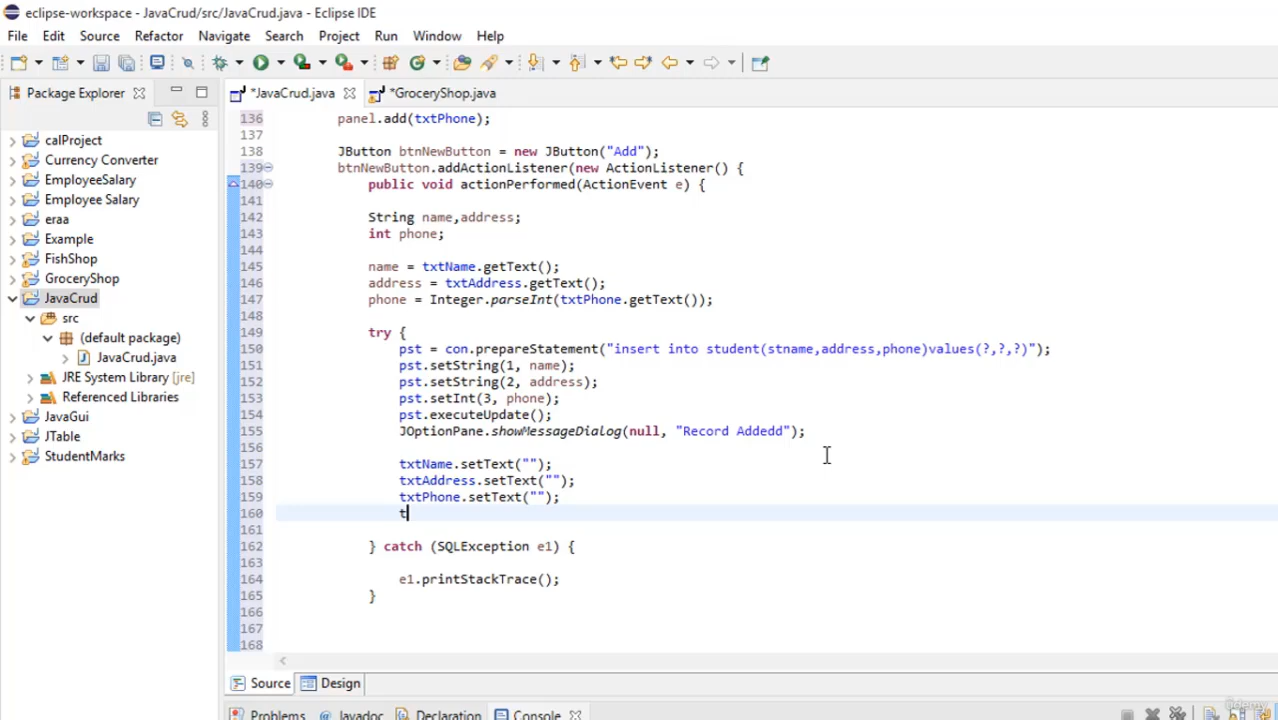 eclipse-workspace - JavaCrud/src/JavaCrud.java - Eclipse IDE
File Edit Source Refactor Navigate Search Project Run Window Help
Package Explorer
*JavaCrud.java *GroceryShop.java
calProject
Currency Converter
EmployeeSalary
Employee Salary
eraa
Example
FishShop
GroceryShop
JavaCrud
src
(default package)
JavaCrud.java
JRE System Library [jre]
Referenced Libraries
JavaGui
JTable
StudentMarks
136 panel.add(txtPhone);
137
138 JButton btnNewButton = new JButton("Add");
139 btnNewButton.addActionListener(new ActionListener() {
140 public void actionPerformed(ActionEvent e) {
141
142 String name,address;
143 int phone;
144
145 name = txtName.getText();
146 address = txtAddress.getText();
147 phone = Integer.parseInt(txtPhone.getText());
148
149 try {
150 pst = con.prepareStatement("insert into student(stname,address,phone)values(?,?,?)");
151 pst.setString(1, name);
152 pst.setString(2, address);
153 pst.setInt(3, phone);
154 pst.executeUpdate();
155 JOptionPane.showMessageDialog(null, "Record Addedd");
156
157 txtName.setText("");
158 txtAddress.setText("");
159 txtPhone.setText("");
160 t
161
162 } catch (SQLException e1) {
163
164 e1.printStackTrace();
165 }
166
167
168
Source Design
Problems Javadoc Declaration Console
udemy